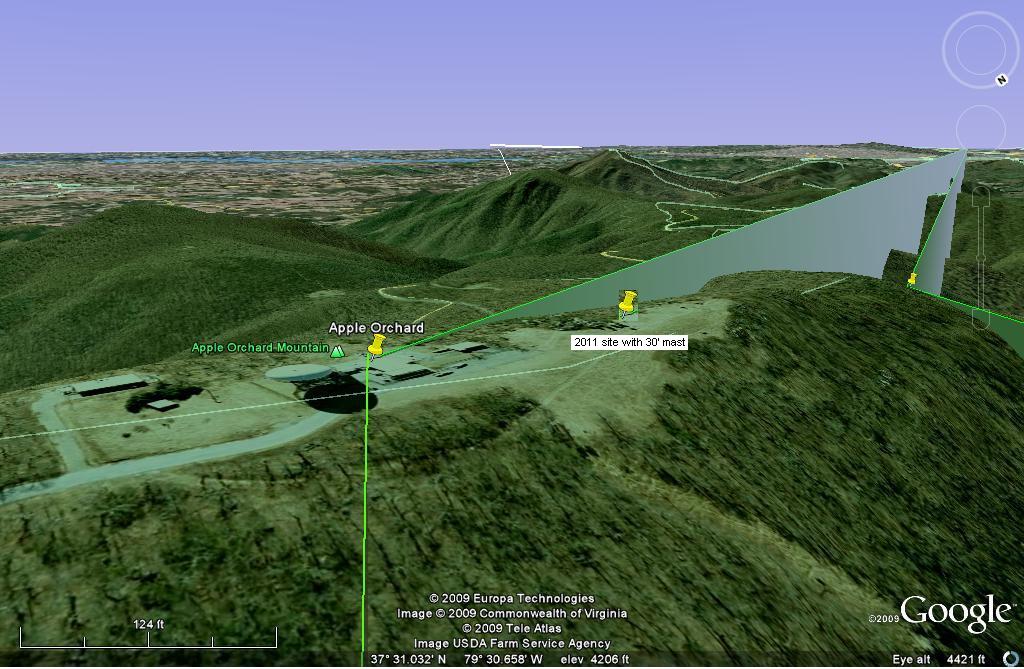 N
Apple Orchard
2011 site with 30' mast
Apple Orchard Mountain
© 2009 Europa Technologies
Image © 2009 Commonwealth of Virginia
© 2009 Tele Atlas
Image USDA Farm Service Agency
©2009 Google™
124 ft
37° 31.032' N 79° 30.658' W elev 4206 ft
Eye alt 4421 ft